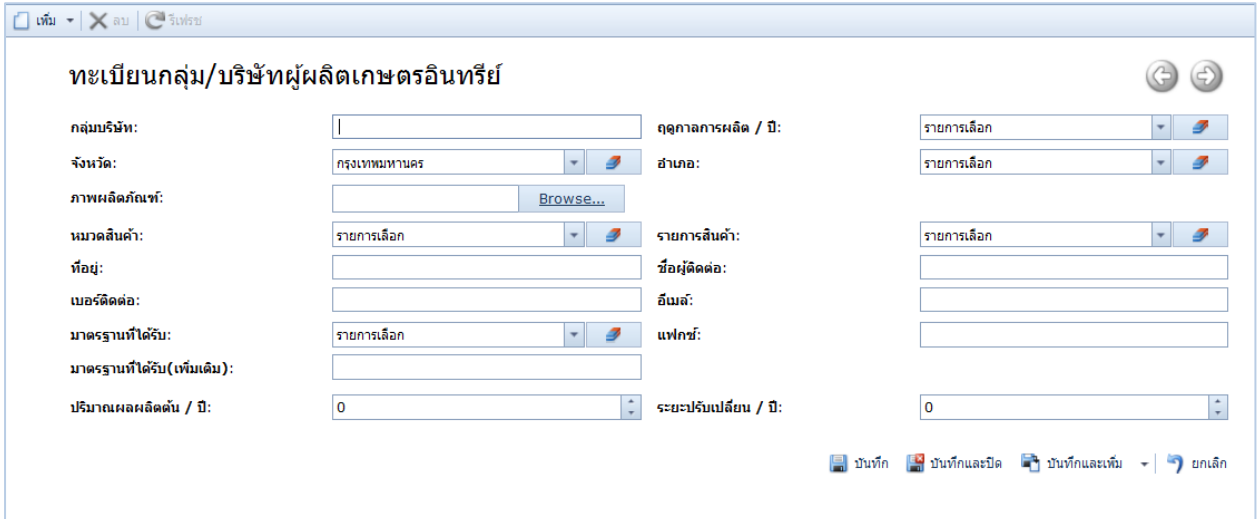 เพิ่ม ลบ รีเฟรช
ทะเบียนกลุ่ม/บริษัทผู้ผลิตเกษตรอินทรีย์
กลุ่มบริษัท: ฤดูกาลการผลิต / ปี: รายการเลือก
จังหวัด: กรุงเทพมหานคร อำเภอ: รายการเลือก
ภาพผลิตภัณฑ์: Browse...
หมวดสินค้า: รายการเลือก รายการสินค้า: รายการเลือก
ที่อยู่: ชื่อผู้ติดต่อ:
เบอร์ติดต่อ: อีเมล์:
มาตรฐานที่ได้รับ: รายการเลือก แฟกซ์:
มาตรฐานที่ได้รับ(เพิ่มเติม):
ปริมาณผลผลิตต้น / ปี: 0 ระยะปรับเปลี่ยน / ปี: 0
บันทึก บันทึกและปิด บันทึกและเพิ่ม ยกเลิก